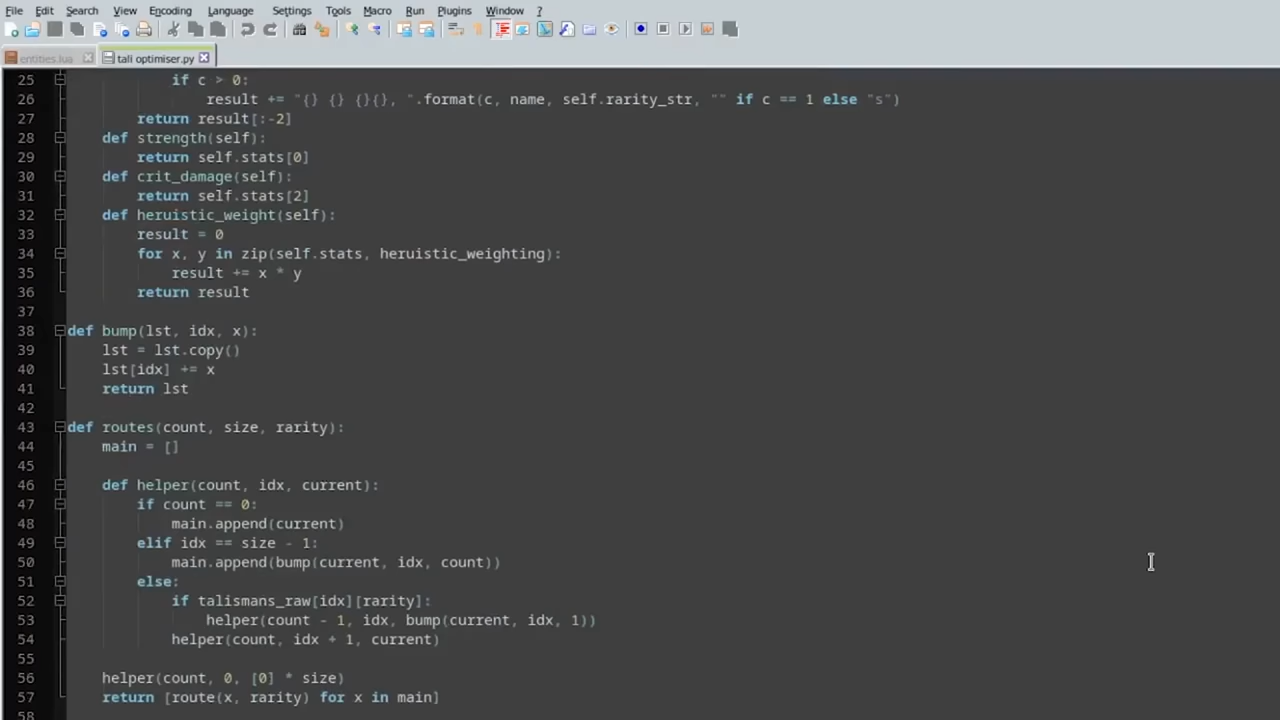 File Edit Search View Encoding Language Settings Tools Macro Run Plugins Window ?
entities.lua tali optimiser.py
25 if c > 0:
26 result += "{} {} {}{}, ".format(c, name, self.rarity_str, "" if c == 1 else "s")
27 return result[:-2]
28 def strength(self):
29 return self.stats[0]
30 def crit_damage(self):
31 return self.stats[2]
32 def heruistic_weight(self):
33 result = 0
34 for x, y in zip(self.stats, heruistic_weighting):
35 result += x * y
36 return result
37
38 def bump(lst, idx, x):
39 lst = lst.copy()
40 lst[idx] += x
41 return lst
42
43 def routes(count, size, rarity):
44 main = []
45
46 def helper(count, idx, current):
47 if count == 0:
48 main.append(current)
49 elif idx == size - 1:
50 main.append(bump(current, idx, count))
51 else:
52 if talismans_raw[idx][rarity]:
53 helper(count - 1, idx, bump(current, idx, 1))
54 helper(count, idx + 1, current)
55
56 helper(count, 0, [0] * size)
57 return [route(x, rarity) for x in main]
58